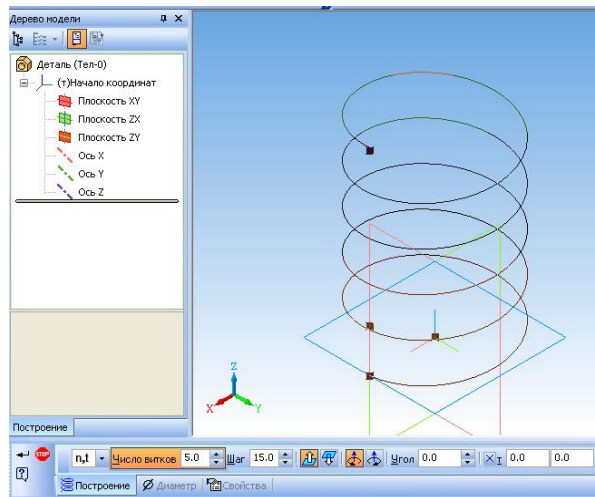 Дерево модели
Деталь (Тел-0)
(т)Начало координат
Плоскость XY
Плоскость ZX
Плоскость ZY
Ось X
Ось Y
Ось Z
Z
X Y
Построение
STOP n,t Число витков 5.0 Шаг 15.0 Угол 0.0 0.0 0.0
Построение Диаметр Свойства